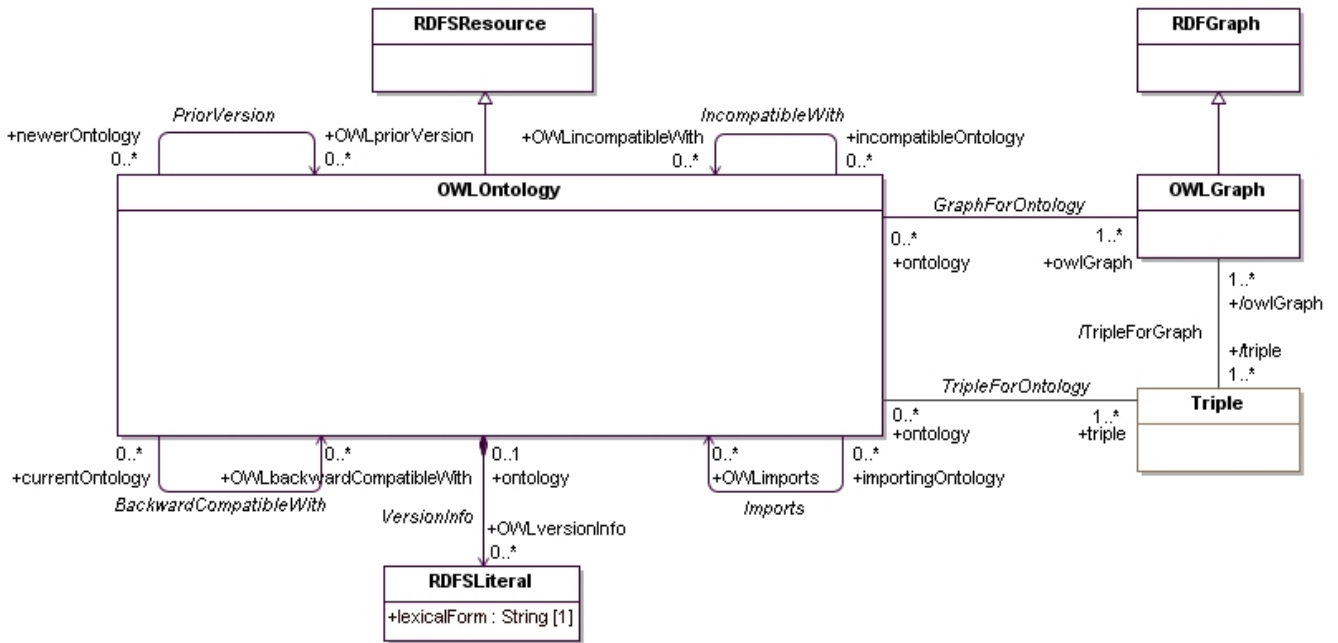 RDFSResource
RDFGraph
PriorVersion
IncompatibleWith
+newerOntology
+OWLpriorVersion
+OWLincompatibleWith
+incompatibleOntology
0..*
0..*
0..*
0..*
OWLOntology
OWLGraph
GraphForOntology
0..*
1..*
+ontology
+owlGraph
1..*
+/owlGraph
/TripleForGraph
+/triple
1..*
TripleForOntology
Triple
0..*
1..*
+ontology
+triple
0..*
0..*
0..1
0..*
0..*
+currentOntology
+OWLbackwardCompatibleWith
+ontology
+OWLimports
+importingOntology
BackwardCompatibleWith
Imports
VersionInfo
+OWLversionInfo
0..*
RDFSLiteral
+lexicalForm : String [1]